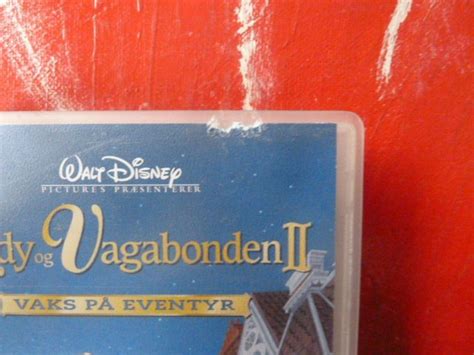 Walt Disney
PICTURES PRÆSENTERER
dy og Vagabonden II
VAKS PÅ EVENTYR